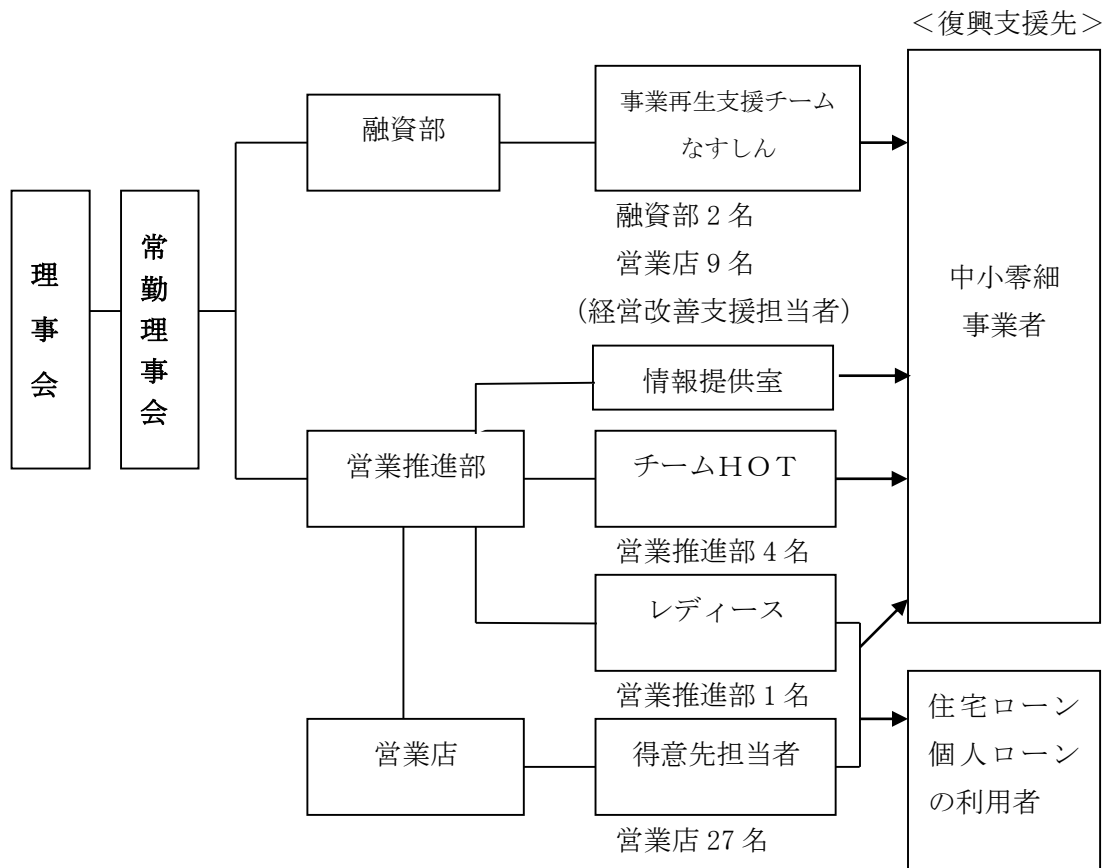 ＜復興支援先＞
理事会
常勤理事会
融資部
事業再生支援チーム
なすしん
融資部 2 名
営業店 9 名
(経営改善支援担当者)
中小零細
事業者
情報提供室
営業推進部
チームＨＯＴ
営業推進部 4 名
レディース
営業推進部 1 名
営業店
得意先担当者
営業店 27 名
住宅ローン
個人ローン
の利用者